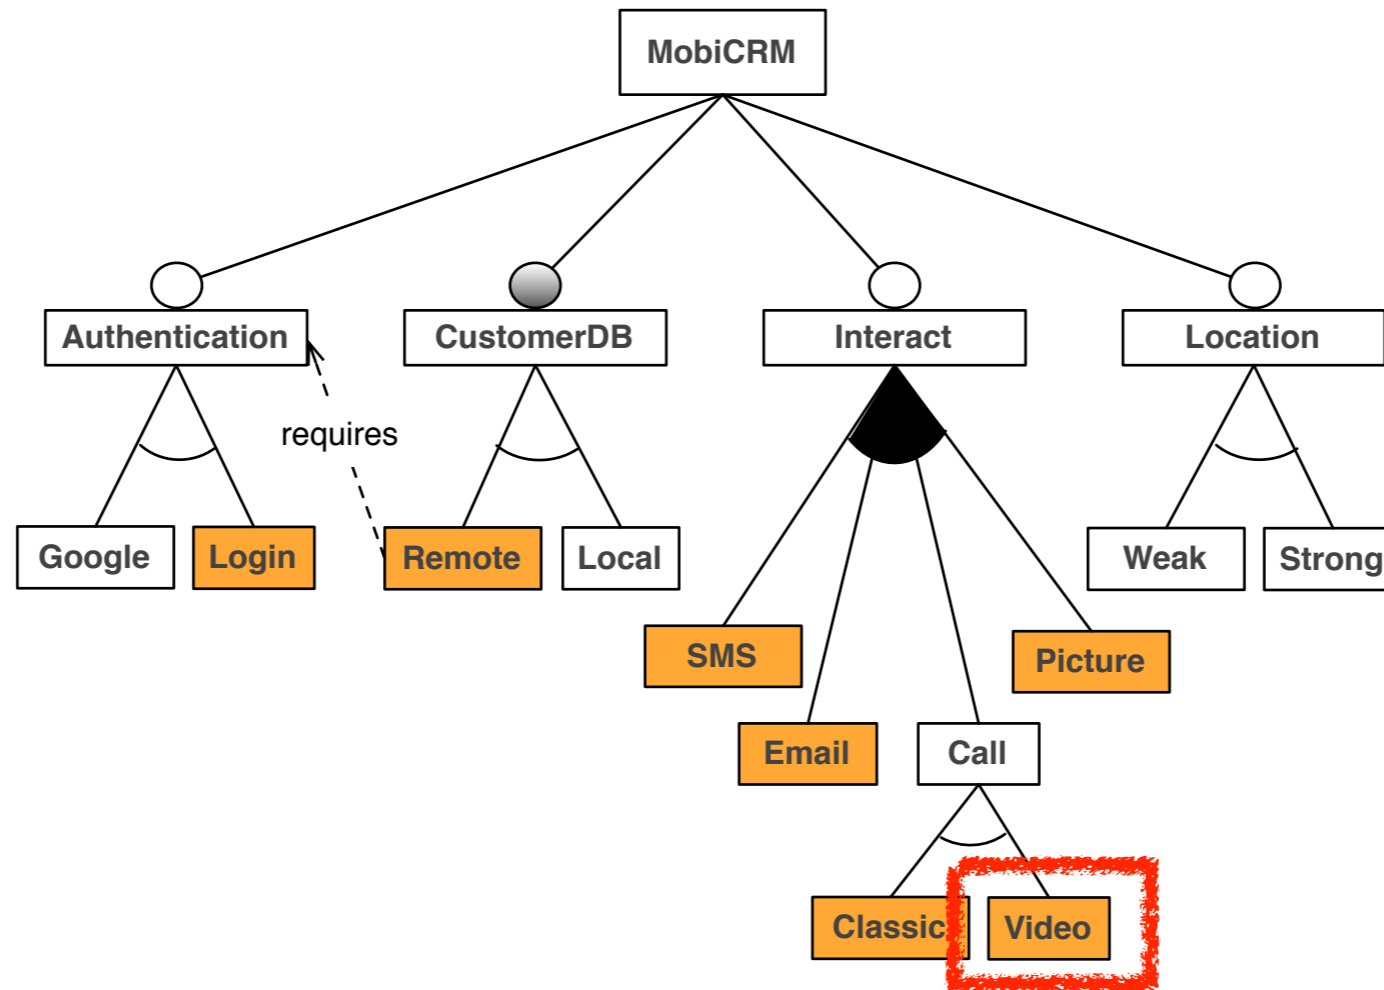 MobiCRM
Authentication
CustomerDB
Interact
Location
requires
Google
Login
Remote
Local
Weak
Strong
SMS
Picture
Email
Call
Classic
Video